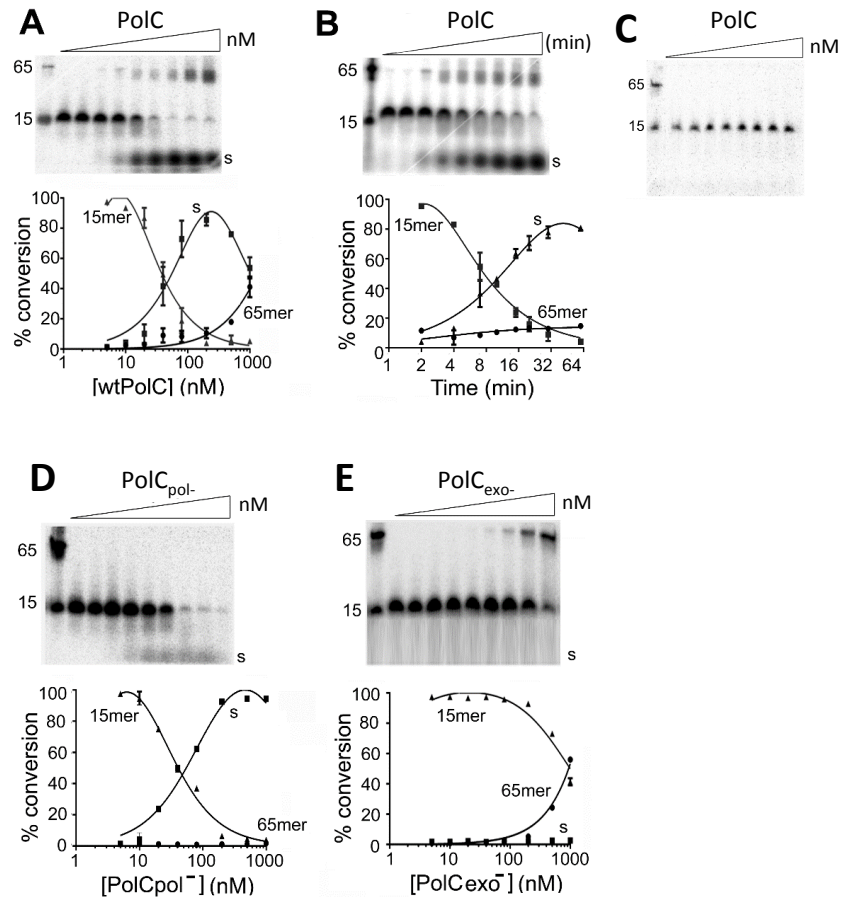 A PolC nM B PolC (min) C PolC nM
65 65 65
15 15 15
s s
100 100
80 15mer s 80 15mer s
60 60
40 65mer 40 65mer
20 20
0 0
% conversion % conversion
1 10 100 1000 1 2 4 8 16 32 64
[wtPolC] (nM) Time (min)
D PolCpol- nM E PolCexo- nM
65 65
15 15
s s
100 100
15mer s 15mer
80 80
60 60
40 40 65mer
20 65mer 20 s
0 0
% conversion % conversion
1 10 100 1000 1 10 100 1000
[PolCpol⁻] (nM) [PolCexo⁻] (nM)